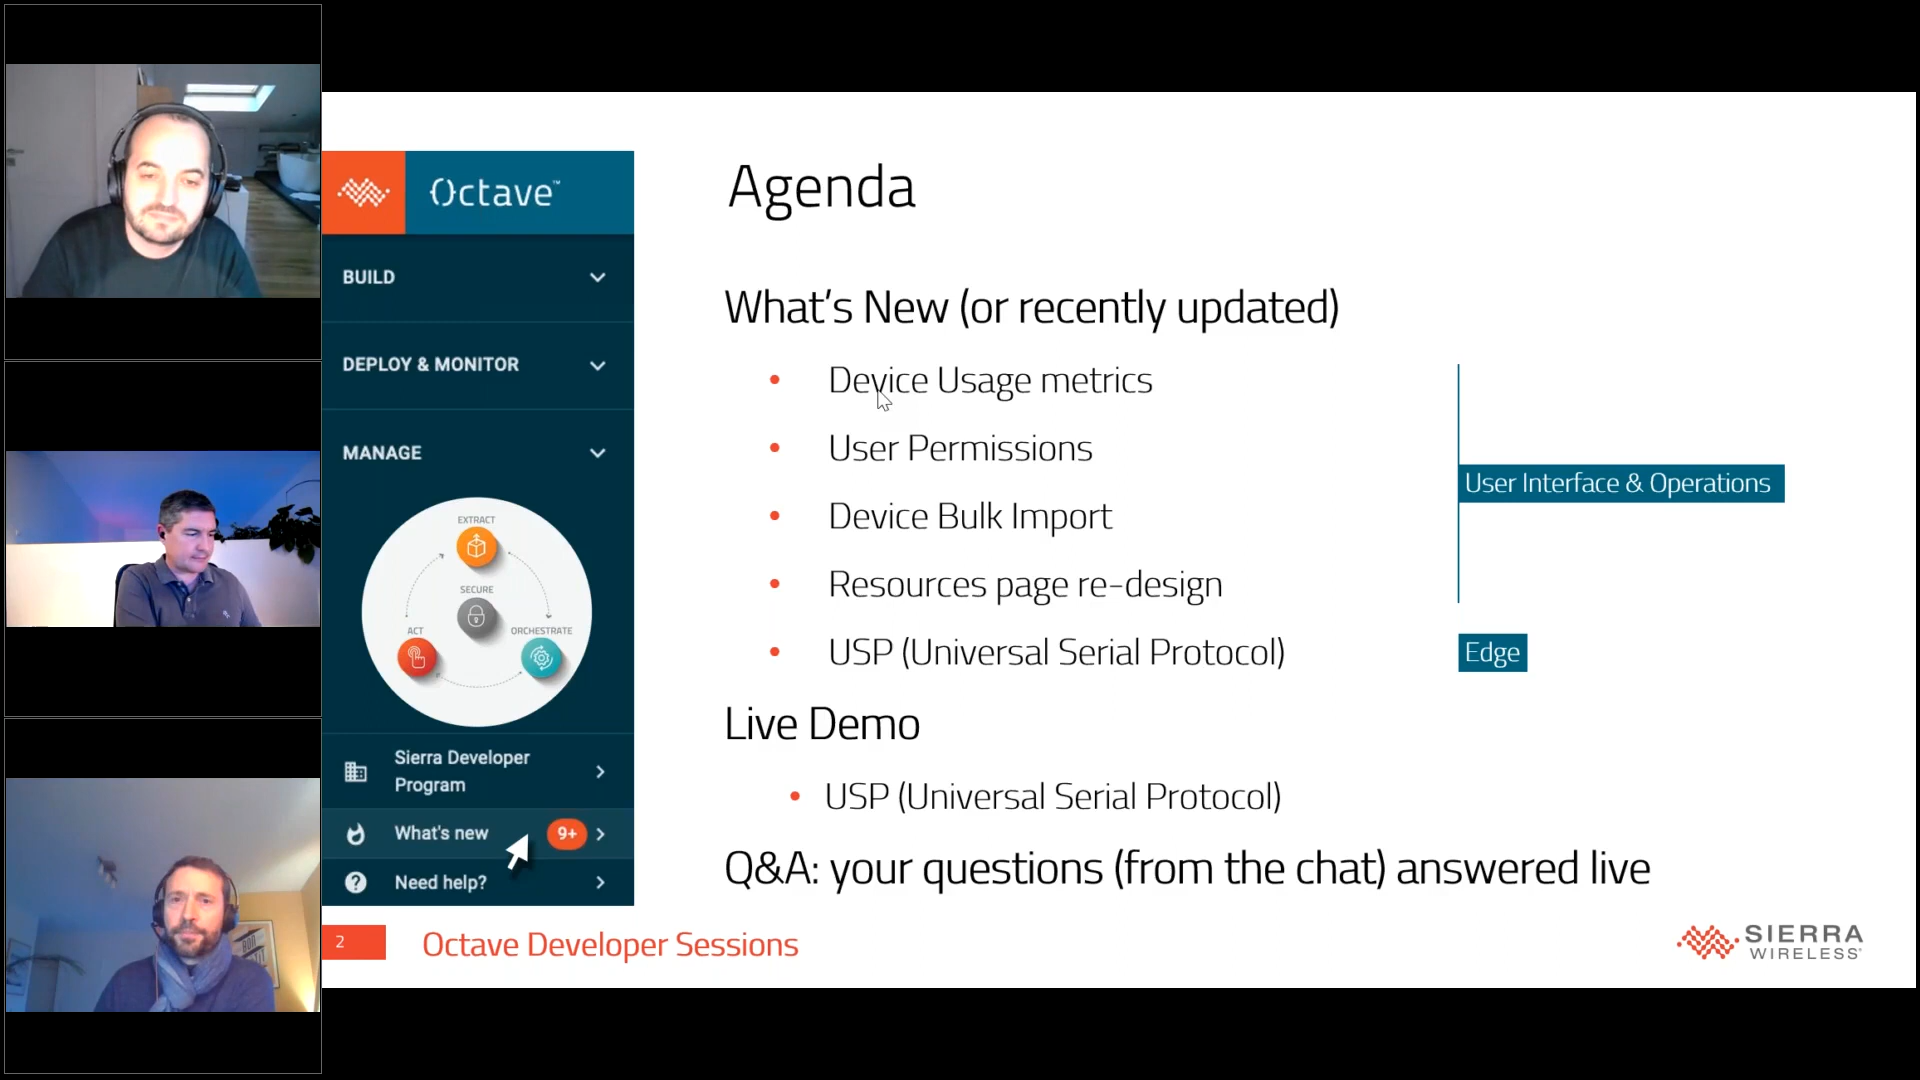 Octave™
BUILD
DEPLOY & MONITOR
MANAGE
EXTRACT
SECURE
ACT
ORCHESTRATE
Sierra Developer
Program
What's new
9+
Need help?
Agenda
What's New (or recently updated)
• Device Usage metrics
• User Permissions
• Device Bulk Import
• Resources page re-design
• USP (Universal Serial Protocol)
User Interface & Operations
Edge
Live Demo
• USP (Universal Serial Protocol)
Q&A: your questions (from the chat) answered live
2
Octave Developer Sessions
SIERRA
WIRELESS